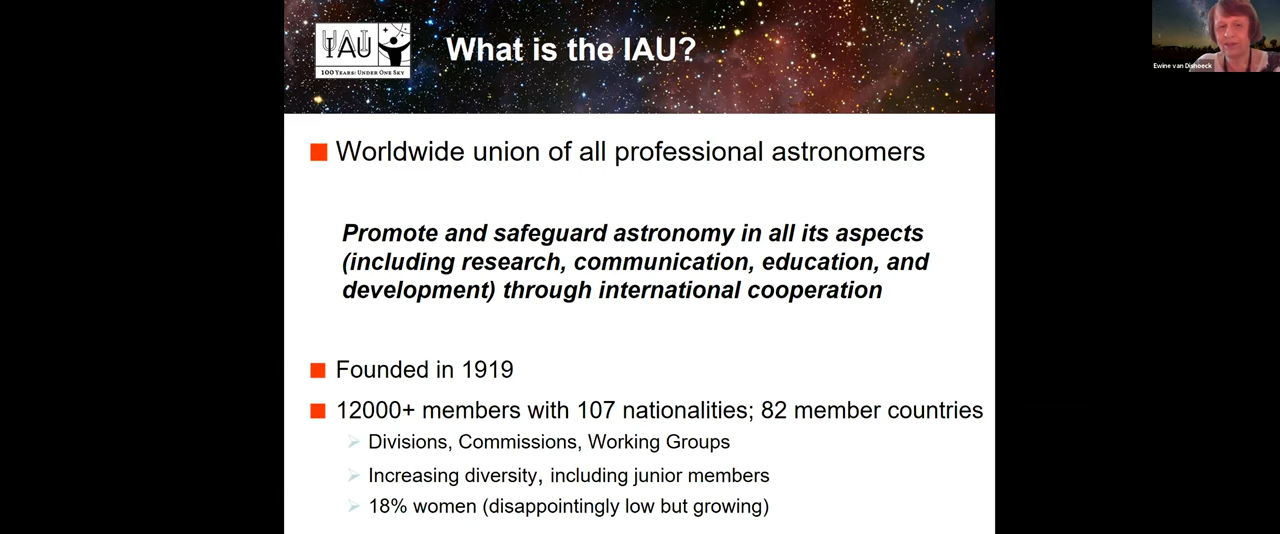 IAU
100 YEARS: UNDER ONE SKY
What is the IAU?
Ewine van Dishoeck
Worldwide union of all professional astronomers
Promote and safeguard astronomy in all its aspects
(including research, communication, education, and
development) through international cooperation
Founded in 1919
12000+ members with 107 nationalities; 82 member countries
Divisions, Commissions, Working Groups
Increasing diversity, including junior members
18% women (disappointingly low but growing)